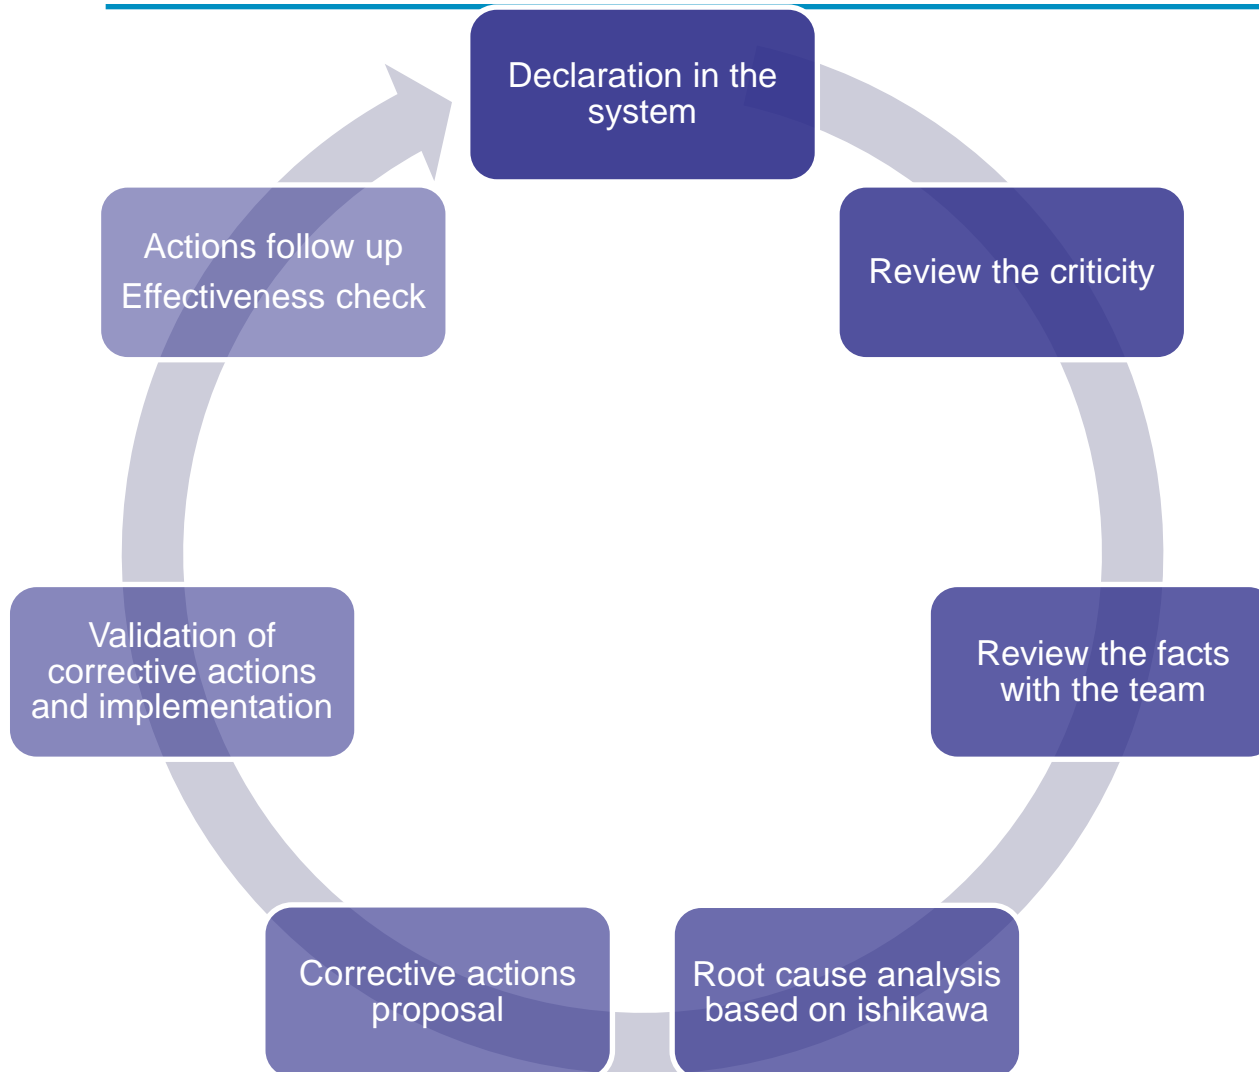 Declaration in the
system
Review the criticity
Review the facts
with the team
Root cause analysis
based on ishikawa
Corrective actions
proposal
Validation of
corrective actions
and implementation
Actions follow up
Effectiveness check